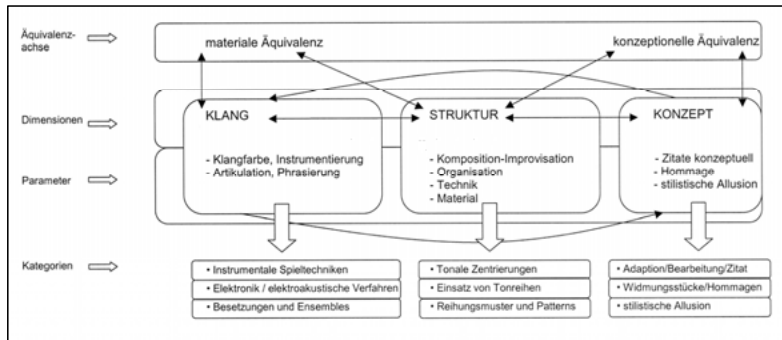 Äquivalenz-
achse
materiale Äquivalenz
konzeptionelle Äquivalenz
Dimensionen
KLANG
STRUKTUR
KONZEPT
Parameter
- Klangfarbe, Instrumentierung
- Artikulation, Phrasierung
- Komposition-Improvisation
- Organisation
- Technik
- Material
- Zitate konzeptuell
- Hommage
- stilistische Allusion
Kategorien
• Instrumentale Spieltechniken
• Elektronik / elektroakustische Verfahren
• Besetzungen und Ensembles
• Tonale Zentrierungen
• Einsatz von Tonreihen
• Reihungsmuster und Patterns
• Adaption/Bearbeitung/Zitat
• Widmungsstücke/Hommagen
• stilistische Allusion